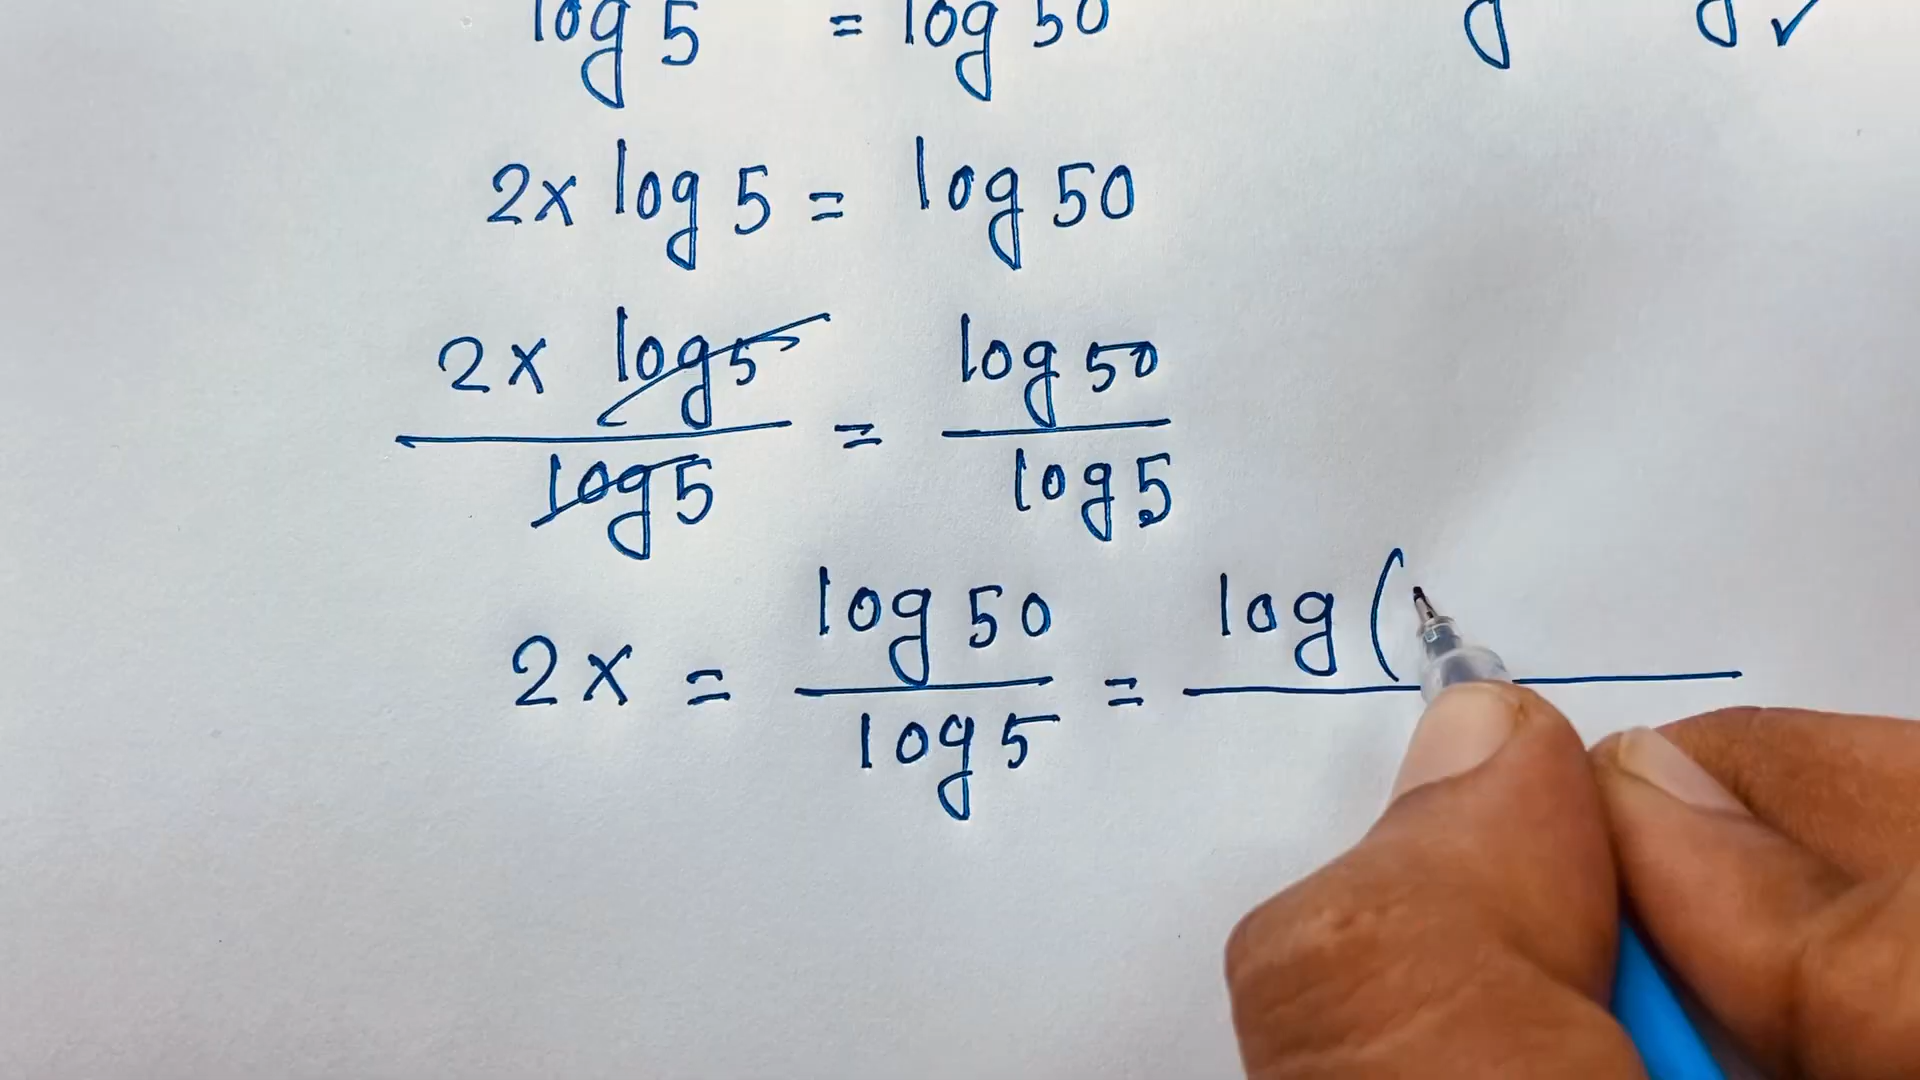 log 5 = log 50
2x log 5 = log 50
2x log 5 / log 5 = log 50 / log 5
2x = log 50 / log 5 = log (